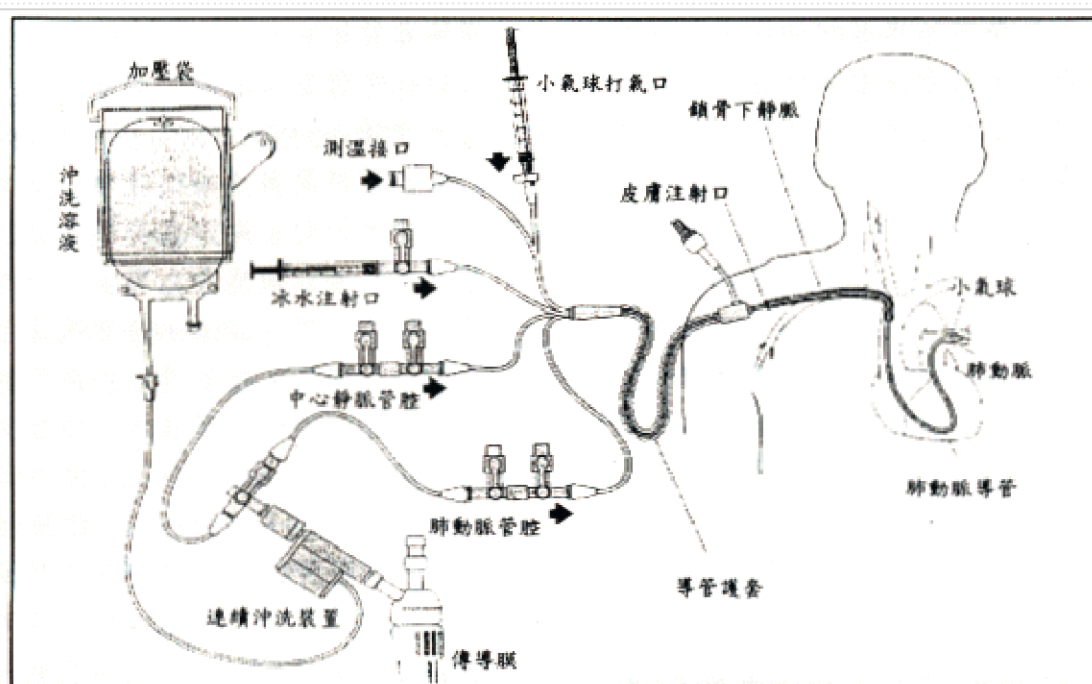 加壓袋
小氣球打氣口
鎖骨下靜脈
測溫接口
沖洗溶液
皮膚注射口
冰水注射口
小氣球
肺動脈
中心靜脈管腔
肺動脈導管
肺動脈管腔
導管護套
連續沖洗裝置
傳導膜